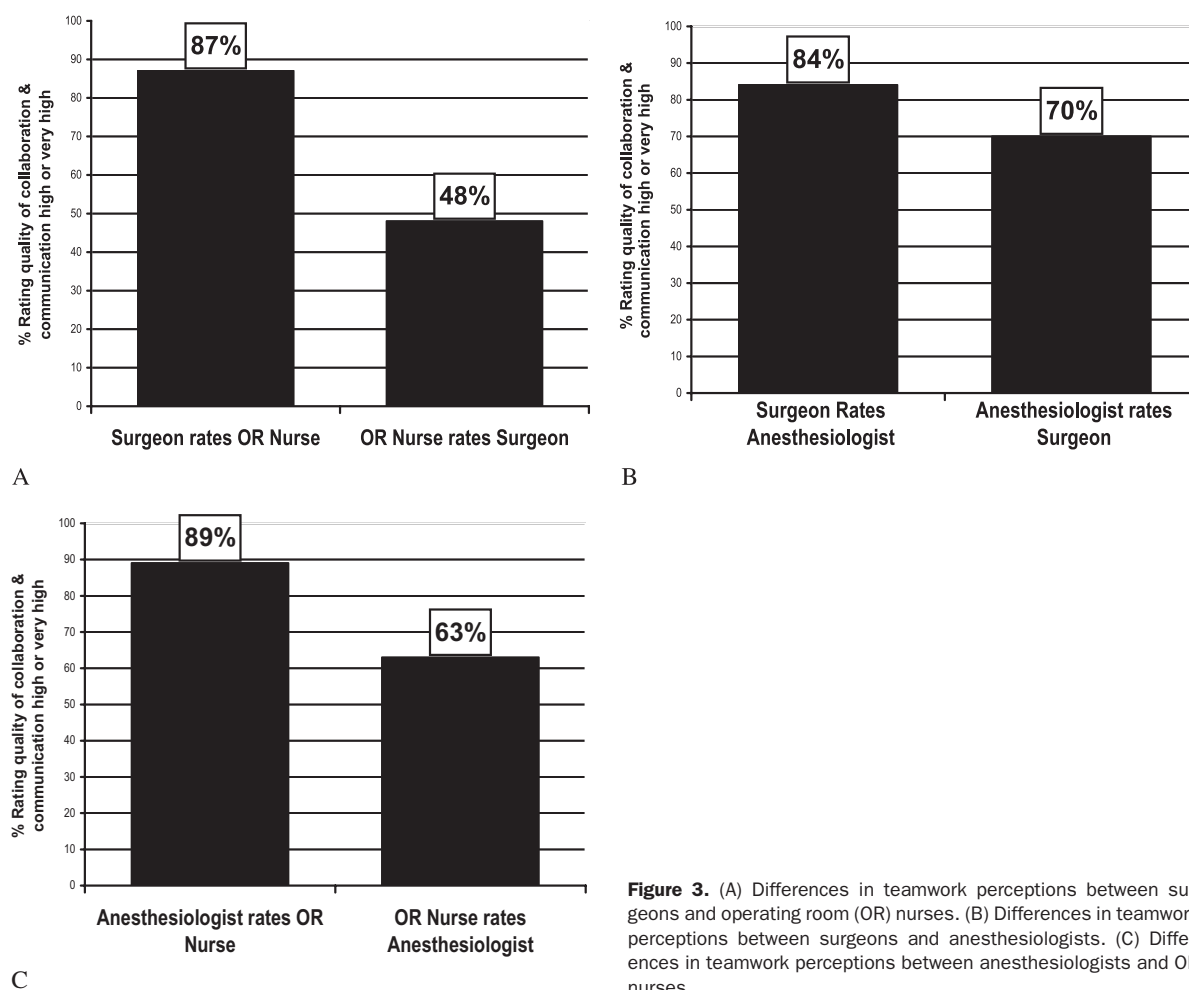 % Rating quality of collaboration &
communication high or very high
100
90
80
70
60
50
40
30
20
10
0
87%
48%
Surgeon rates OR Nurse
OR Nurse rates Surgeon
A
% Rating quality of collaboration &
communication high or very high
100
90
80
70
60
50
40
30
20
10
0
84%
70%
Surgeon Rates
Anesthesiologist
Anesthesiologist rates
Surgeon
B
% Rating quality of collaboration &
communication high or very high
100
90
80
70
60
50
40
30
20
10
0
89%
63%
Anesthesiologist rates OR
Nurse
OR Nurse rates
Anesthesiologist
C
Figure 3. (A) Differences in teamwork perceptions between sur
geons and operating room (OR) nurses. (B) Differences in teamwor
perceptions between surgeons and anesthesiologists. (C) Differ
ences in teamwork perceptions between anesthesiologists and O
nurses